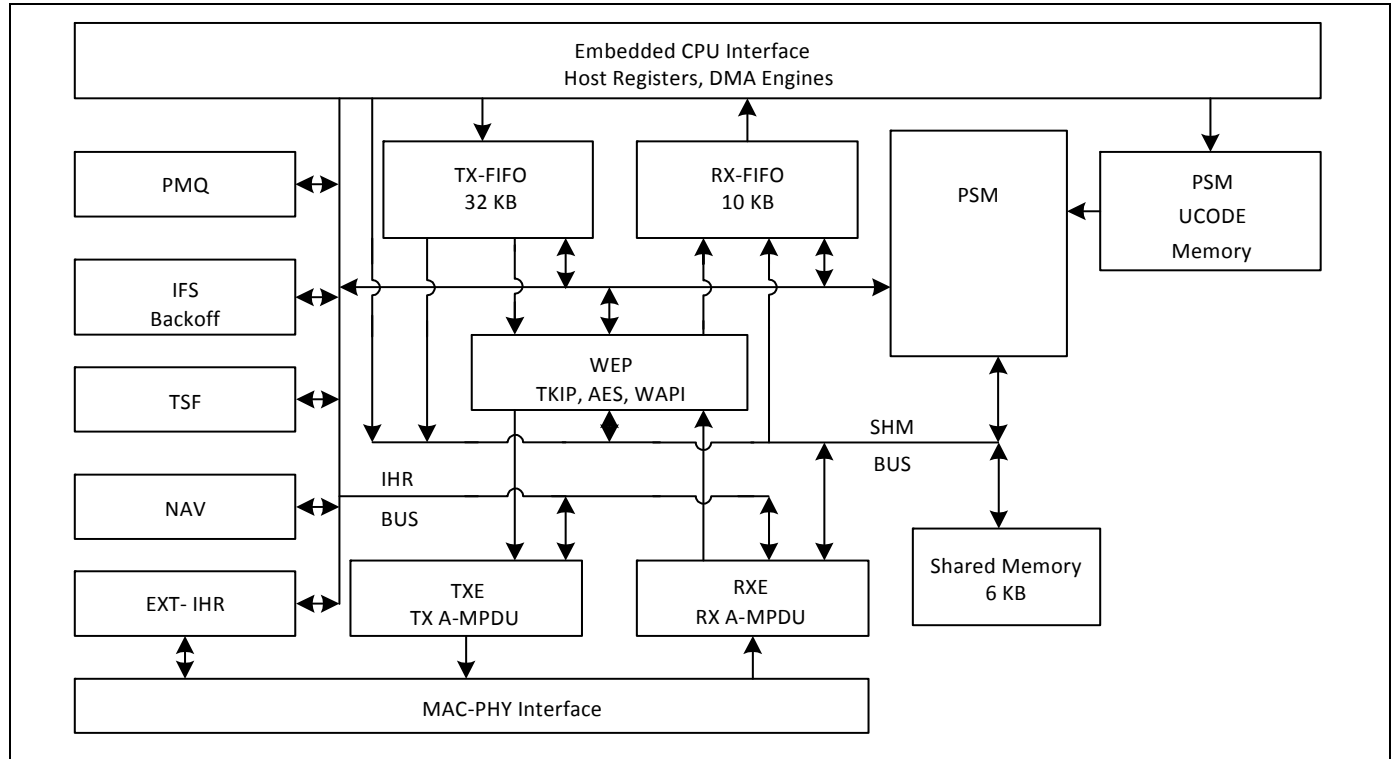 Embedded CPU Interface
Host Registers, DMA Engines
PMQ
TX-FIFO
32 KB
RX-FIFO
10 KB
PSM
PSM
UCODE
Memory
IFS
Backoff
WEP
TKIP, AES, WAPI
TSF
SHM
BUS
IHR
BUS
NAV
Shared Memory
6 KB
EXT- IHR
TXE
TX A-MPDU
RXE
RX A-MPDU
MAC-PHY Interface